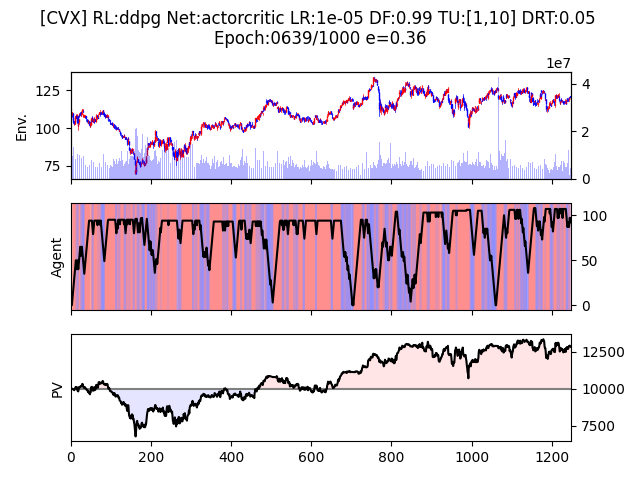 [CVX] RL:ddpg Net:actorcritic LR:1e-05 DF:0.99 TU:[1,10] DRT:0.05
Epoch:0639/1000 e=0.36
1e7
125
100
75
Env.
4
2
0
Agent
100
50
0
PV
12500
10000
7500
0 200 400 600 800 1000 1200